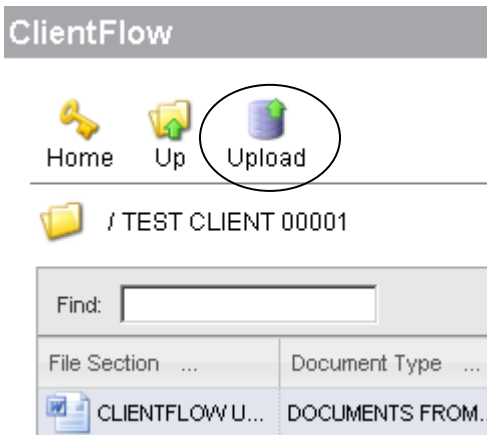 ClientFlow
Home Up Upload
/ TEST CLIENT 00001
Find:
File Section ... Document Type ...
CLIENTFLOW U... DOCUMENTS FROM...